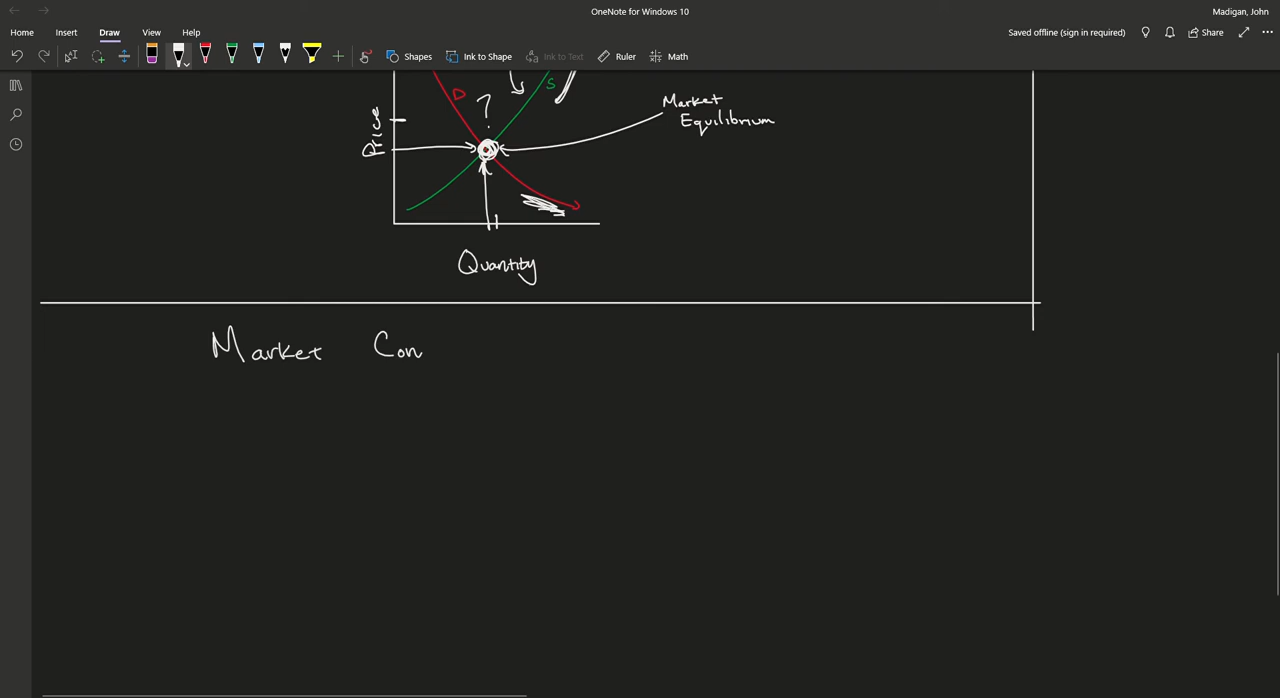 OneNote for Windows 10
Madigan, John
Home Insert Draw View Help
Saved offline (sign in required) Share
Shapes Ink to Shape Ink to Text Ruler Math
D
?
S
Market
Equilibrium
Price
Quantity
Market Con